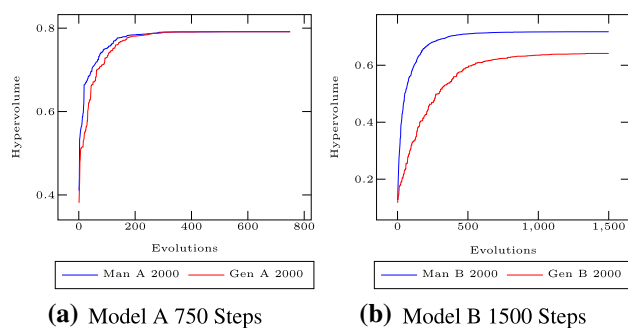 Hypervolume
0.8
0.6
0.4
0 200 400 600 800
Evolutions
Man A 2000 Gen A 2000
(a) Model A 750 Steps
Hypervolume
0.6
0.4
0.2
0 500 1,000 1,500
Evolutions
Man B 2000 Gen B 2000
(b) Model B 1500 Steps